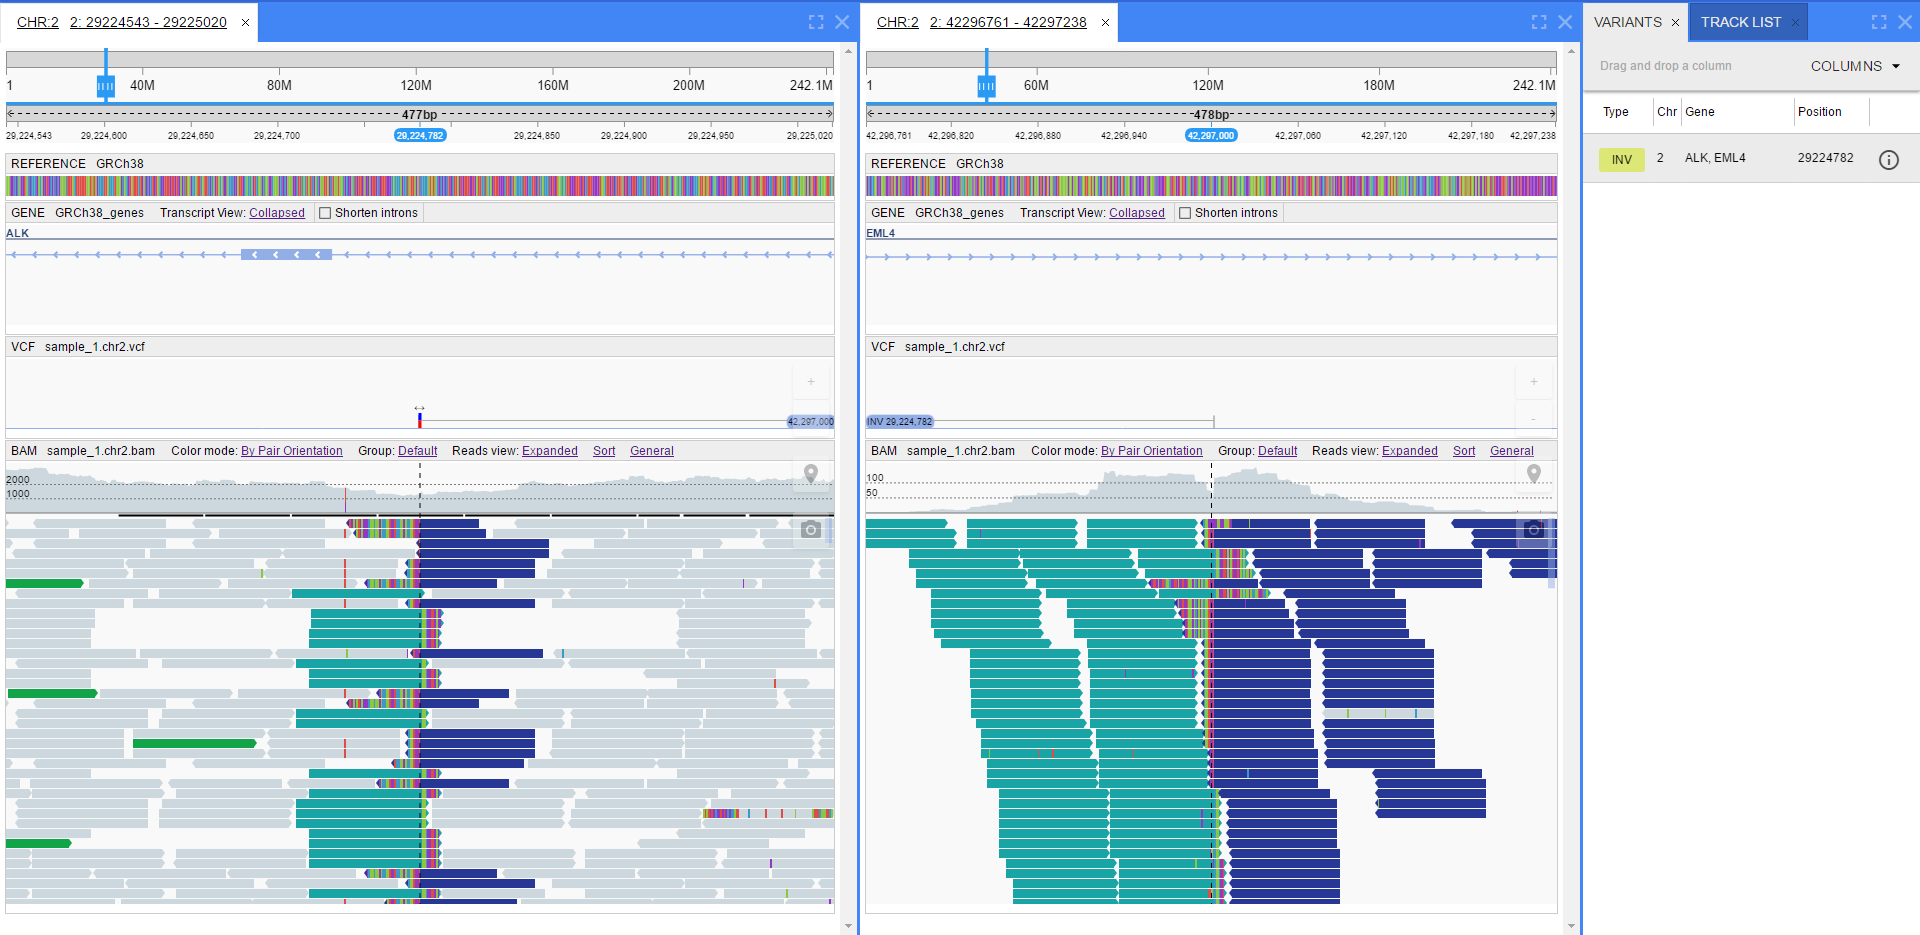 CHR:2 2: 29224543 - 29225020 ×
1 40M 80M 120M 160M 200M 242.1M
477bp
29,224,543 29,224,600 29,224,650 29,224,700 29,224,782 29,224,850 29,224,900 29,224,950 29,225,020
REFERENCE GRCh38
GENE GRCh38_genes Transcript View: Collapsed Shorten introns
ALK
VCF sample_1.chr2.vcf
+
42,297,000
BAM sample_1.chr2.bam Color mode: By Pair Orientation Group: Default Reads view: Expanded Sort General
2000
1000
CHR:2 2: 42296761 - 42297238 ×
1 60M 120M 180M 242.1M
478bp
42,296,761 42,296,820 42,296,880 42,296,940 42,297,000 42,297,060 42,297,120 42,297,180 42,297,238
REFERENCE GRCh38
GENE GRCh38_genes Transcript View: Collapsed Shorten introns
EML4
VCF sample_1.chr2.vcf
+
-
INV 29,224,782
BAM sample_1.chr2.bam Color mode: By Pair Orientation Group: Default Reads view: Expanded Sort General
100
50
VARIANTS × TRACK LIST ×
Drag and drop a column COLUMNS
Type Chr Gene Position
INV 2 ALK, EML4 29224782